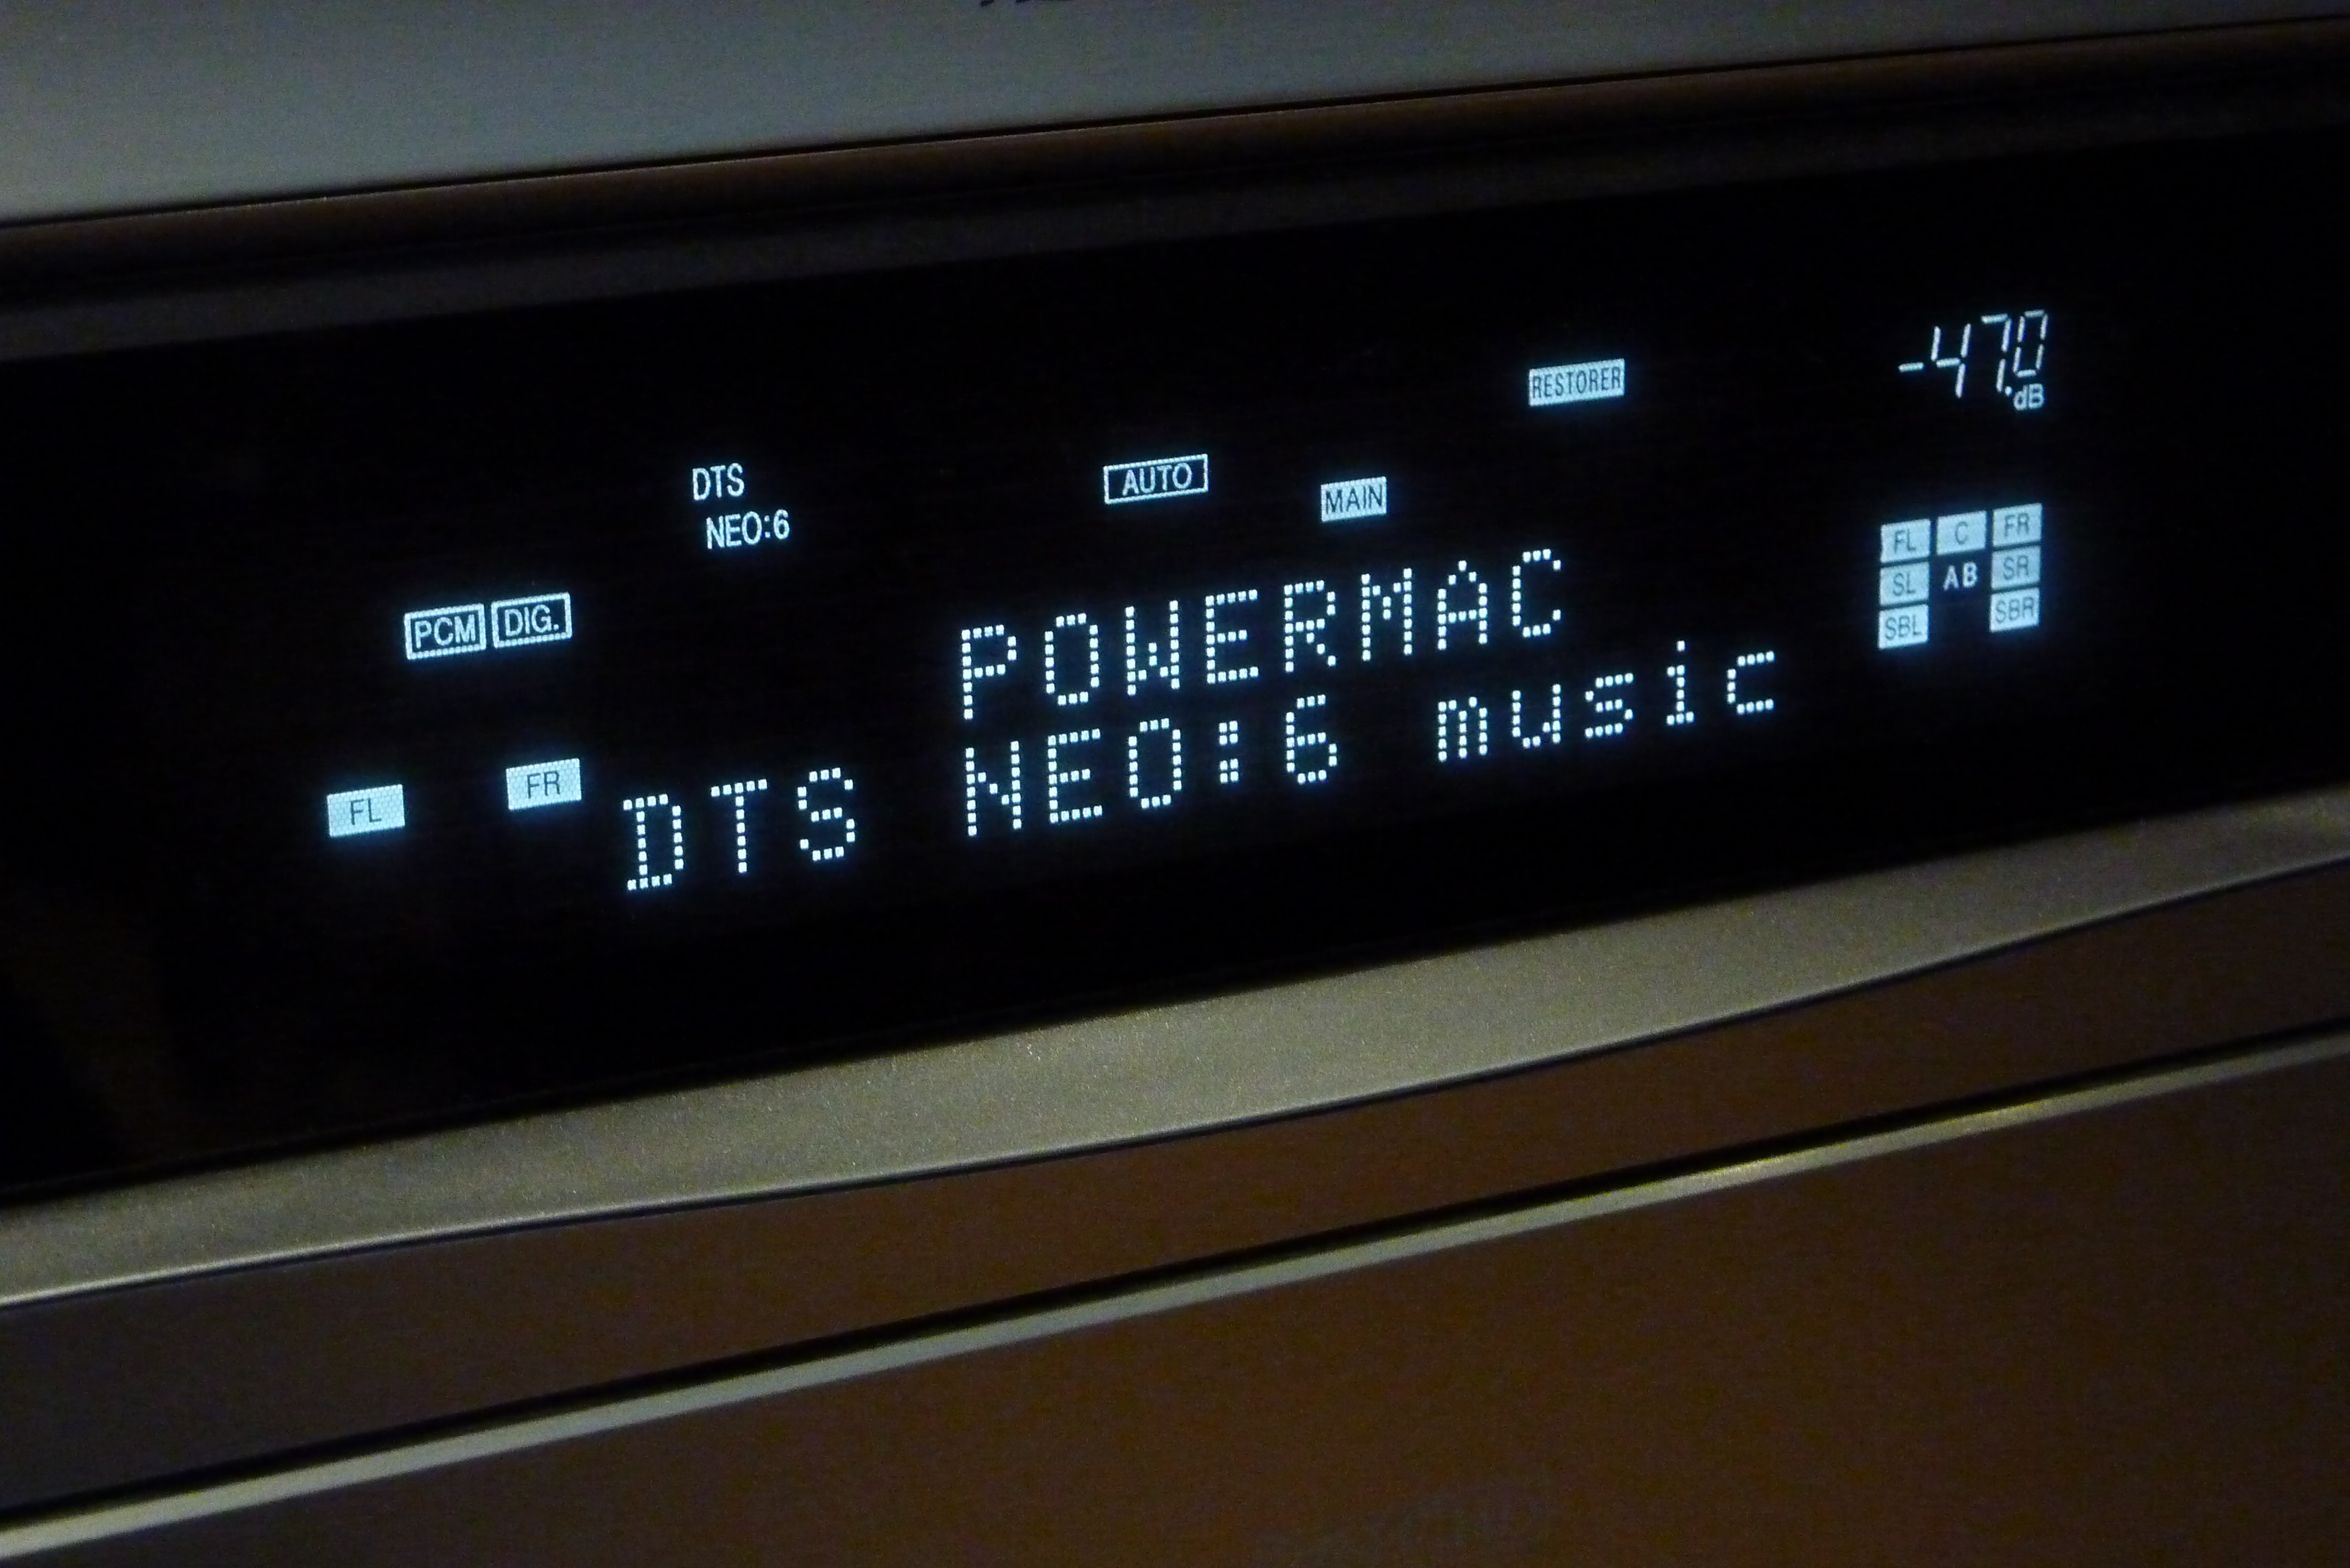 -47.0
dB
RESTORER
DTS
NEO:6
AUTO
MAIN
PCM DIG.
FL C FR
SL AB SR
SBL SBR
POWERMAC
FL FR
DTS NEO:6 music